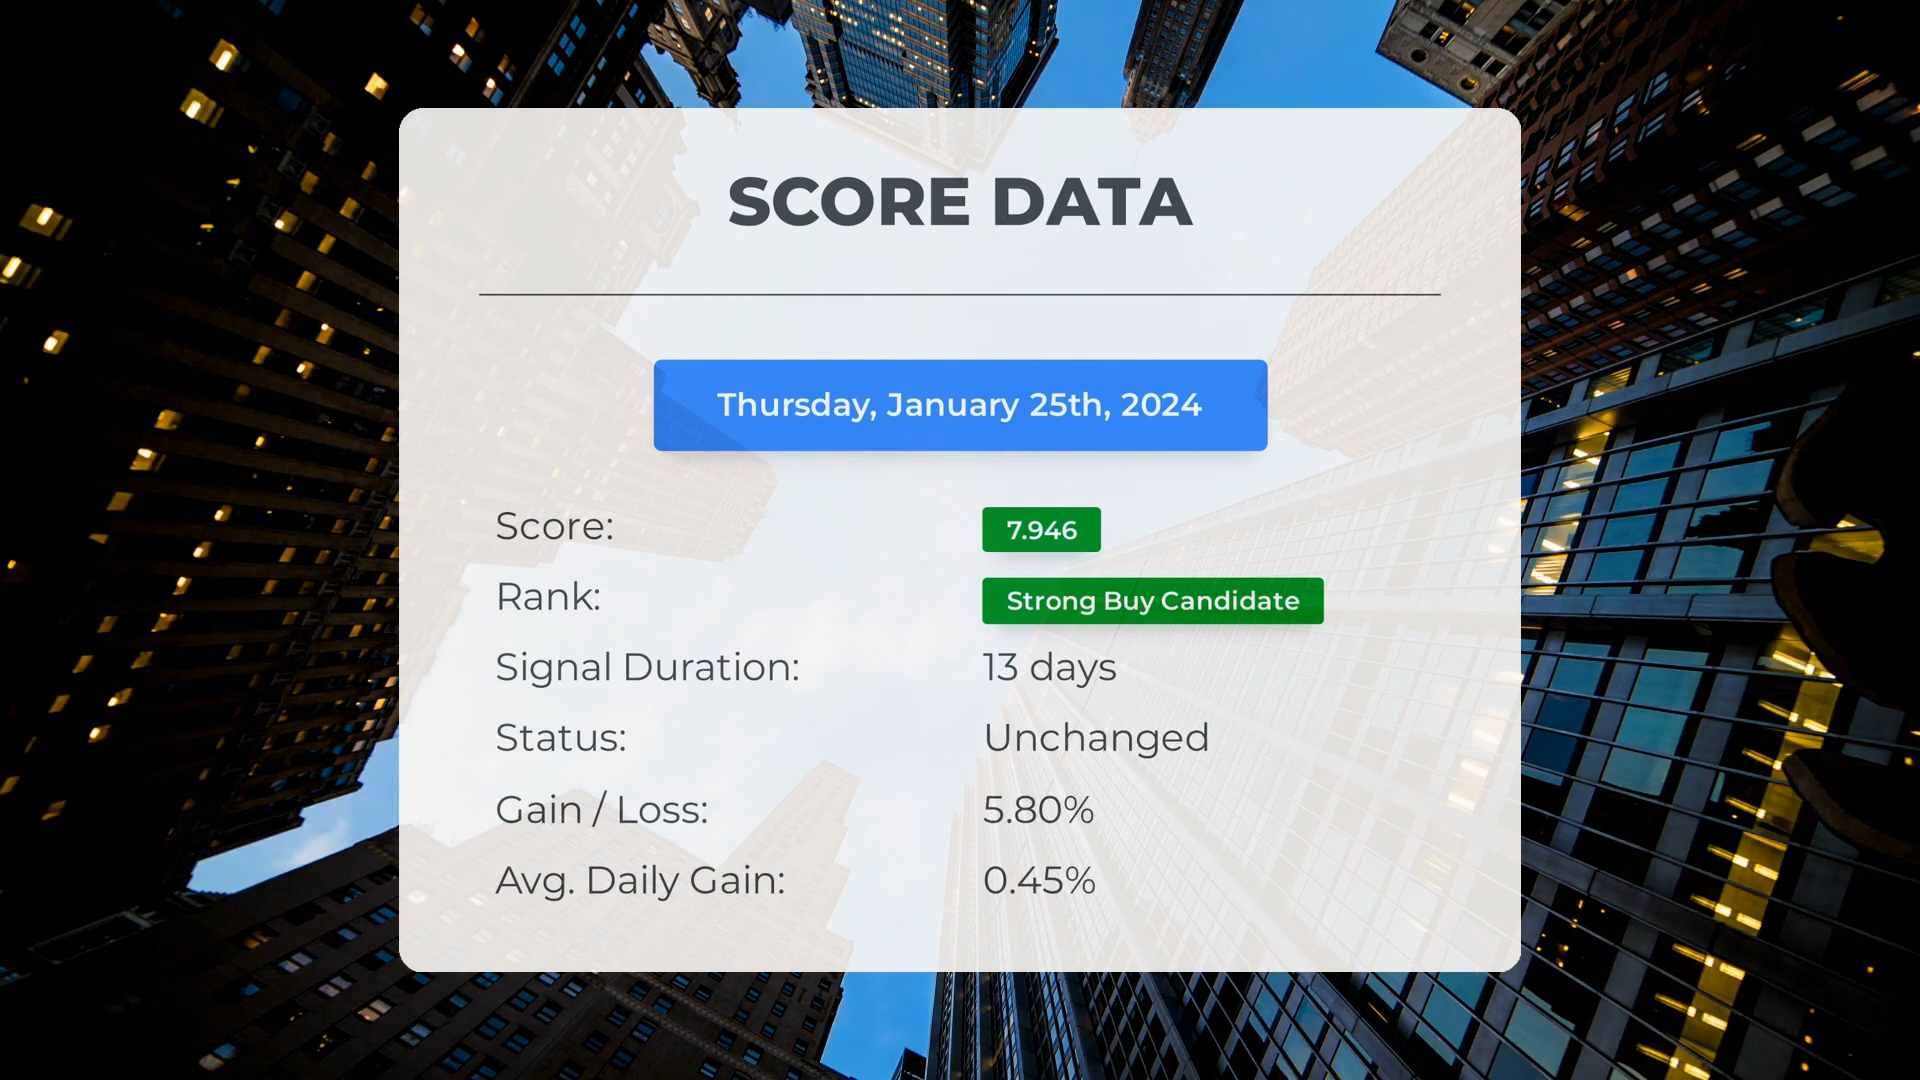 SCORE DATA
Thursday, January 25th, 2024
Score: 7.946
Rank: Strong Buy Candidate
Signal Duration: 13 days
Status: Unchanged
Gain / Loss: 5.80%
Avg. Daily Gain: 0.45%